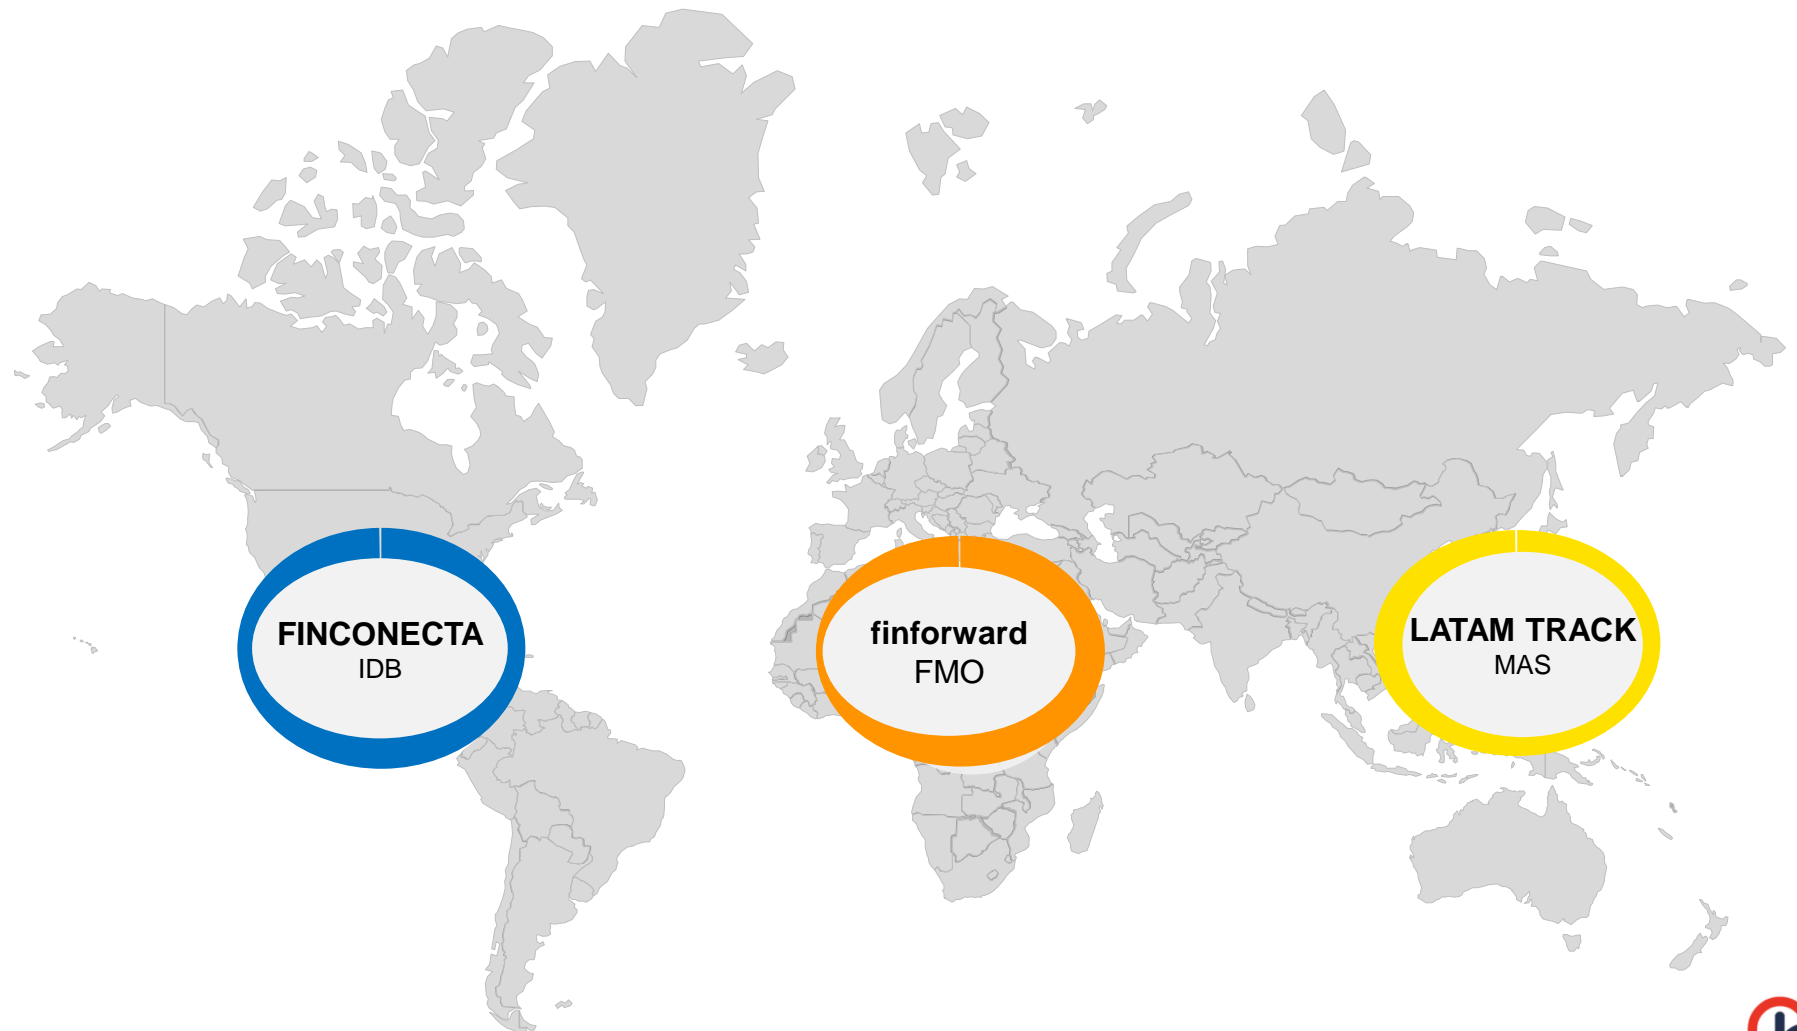 FINCONECTA
IDB
finforward
FMO
LATAM TRACK
MAS